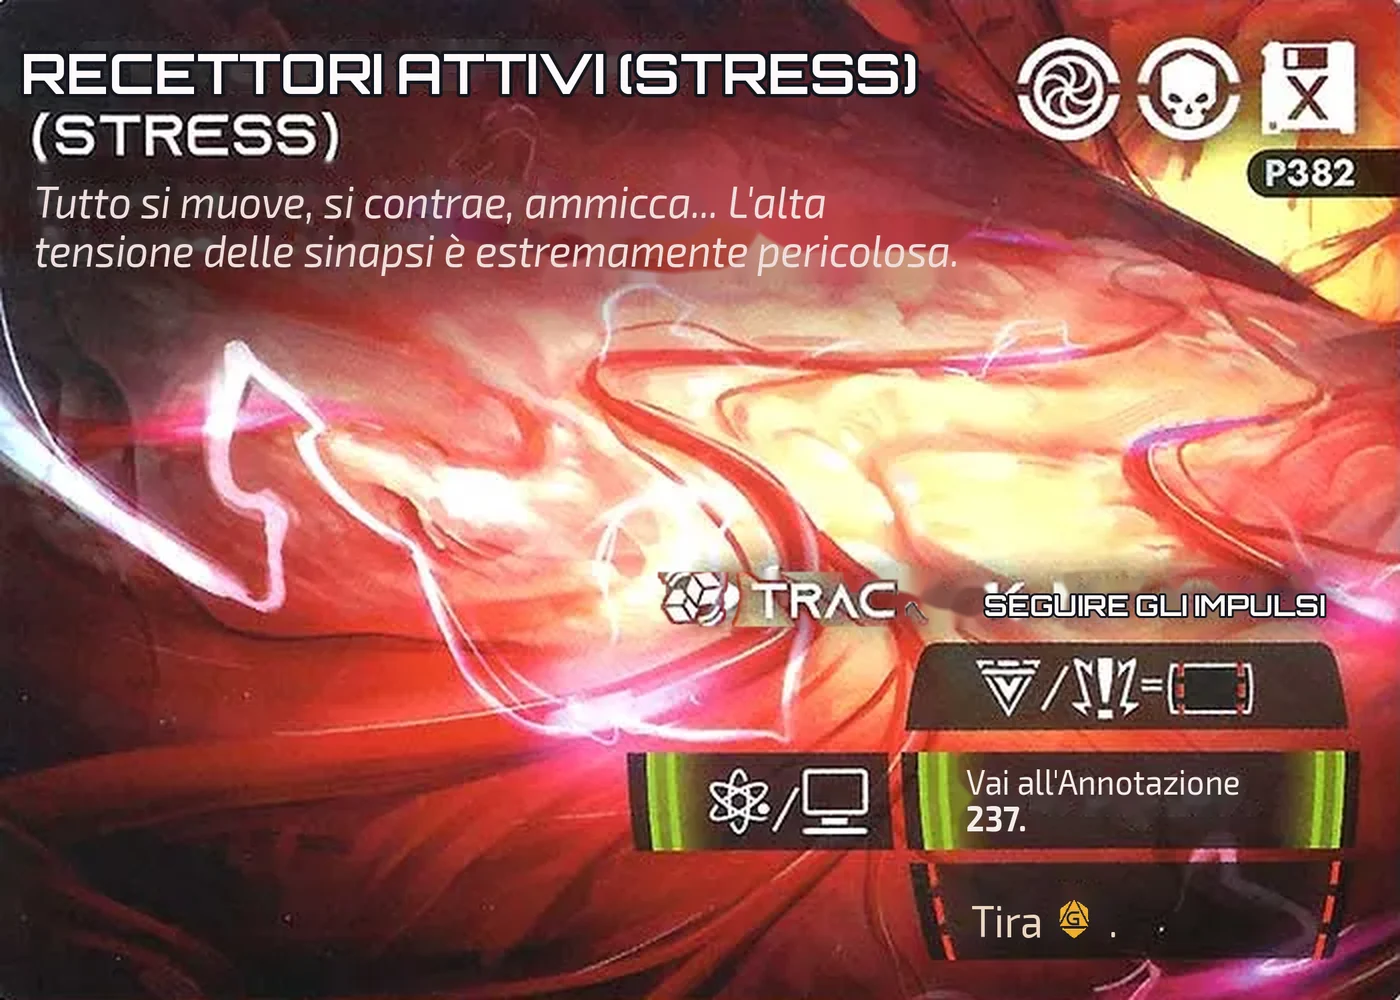 RECETTORI ATTIVI (STRESS)
(STRESS)
P382
Tutto si muove, si contrae, ammicca... L'alta
tensione delle sinapsi è estremamente pericolosa.
TRAC
SEGUIRE GLI IMPULSI
Vai all'Annotazione
237.
Tira G .